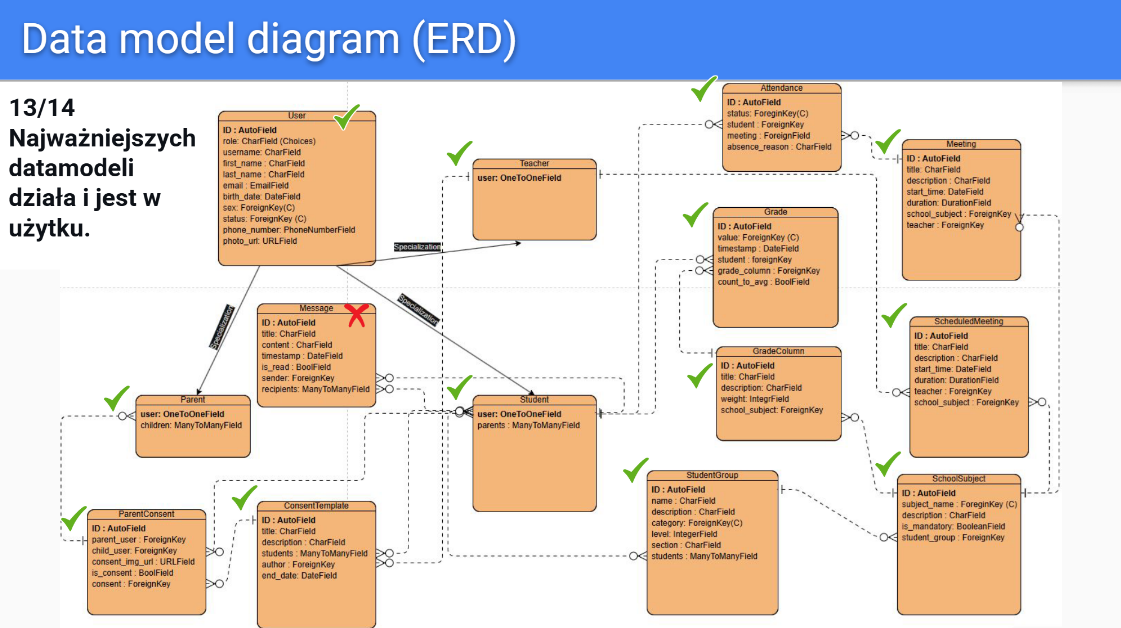 Data model diagram (ERD)
13/14
Najważniejszych
datamodeli
działa i jest w
użytku.
User
ID : AutoField
role: CharField (Choices)
username: CharField
first_name : CharField
last_name : CharField
email : EmailField
birth_date: DateField
sex: ForeignKey(C)
status: ForeignKey (C)
phone_number: PhoneNumberField
photo_url: URLField
Teacher
user: OneToOneField
Attendance
ID : AutoField
status: ForeginKey(C)
student : ForeignKey
meeting : ForeignField
absence_reason : CharField
Meeting
ID : AutoField
title: CharField
description : CharField
start_time: DateField
duration: DurationField
school_subject : ForeignKey
teacher : ForeignKey
Grade
ID : AutoField
value: ForeignKey (C)
timestamp : DateField
student : foreignKey
grade_column : ForeignKey
count_to_avg : BoolField
Specialization
Specialization
Specialization
Message
ID : AutoField
title: CharField
content : CharField
timestamp : DateField
is_read : BoolField
sender: ForeignKey
recipients: ManyToManyField
ScheduledMeeting
ID : AutoField
title: CharField
description : CharField
start_time: DateField
duration: DurationField
teacher : ForeignKey
school_subject : ForeignKey
GradeColumn
ID : AutoField
title: CharField
description: CharField
weight: IntegrField
school_subject: ForeignKey
Parent
user: OneToOneField
children: ManyToManyField
Student
user: OneToOneField
parents : ManyToManyField
StudentGroup
ID : AutoField
name : CharField
description : CharField
category: ForeginKey(C)
level: IntegerField
section : CharField
students : ManyToManyField
SchoolSubject
ID : AutoField
subject_name : ForeginKey (C)
description : CharField
is_mandatory: BooleanField
student_group : ForeignKey
ParentConsent
ID : AutoField
parent_user : ForeignKey
child_user: ForeignKey
consent_img_url : URLField
is_consent : BoolField
consent : ForeignKey
ConsentTemplate
ID : AutoField
title: CharField
description : CharField
students : ManyToManyField
author : ForeignKey
end_date: DateField